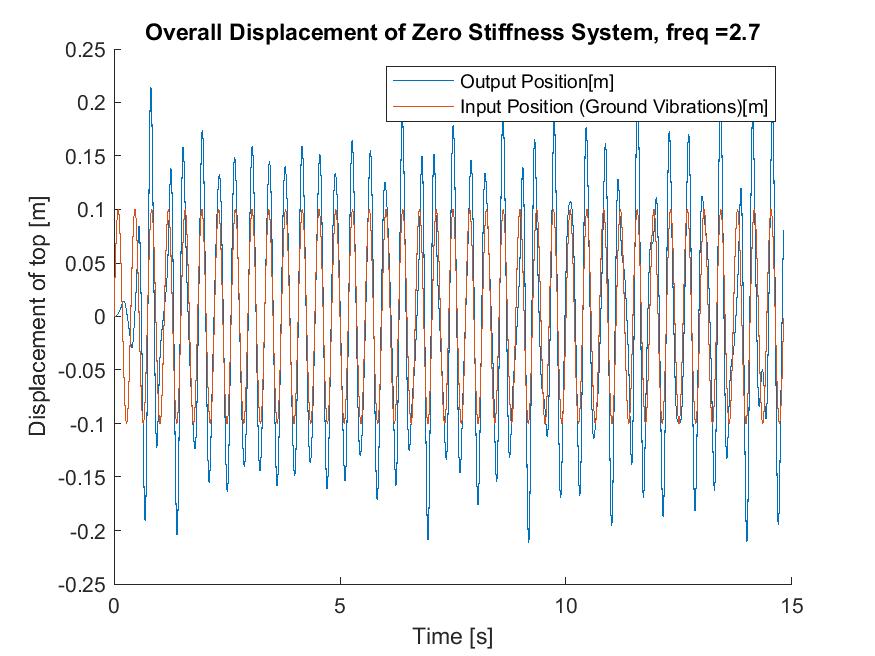 Overall Displacement of Zero Stiffness System, freq =2.7
0.25
Output Position[m]
0.2
Input Position (Ground Vibrations)[m]
0.15
0.1
0.05
0
-0.05
-0.1
-0.15
-0.2
-0.25
Displacement of top [m]
0 5 10 15
Time [s]